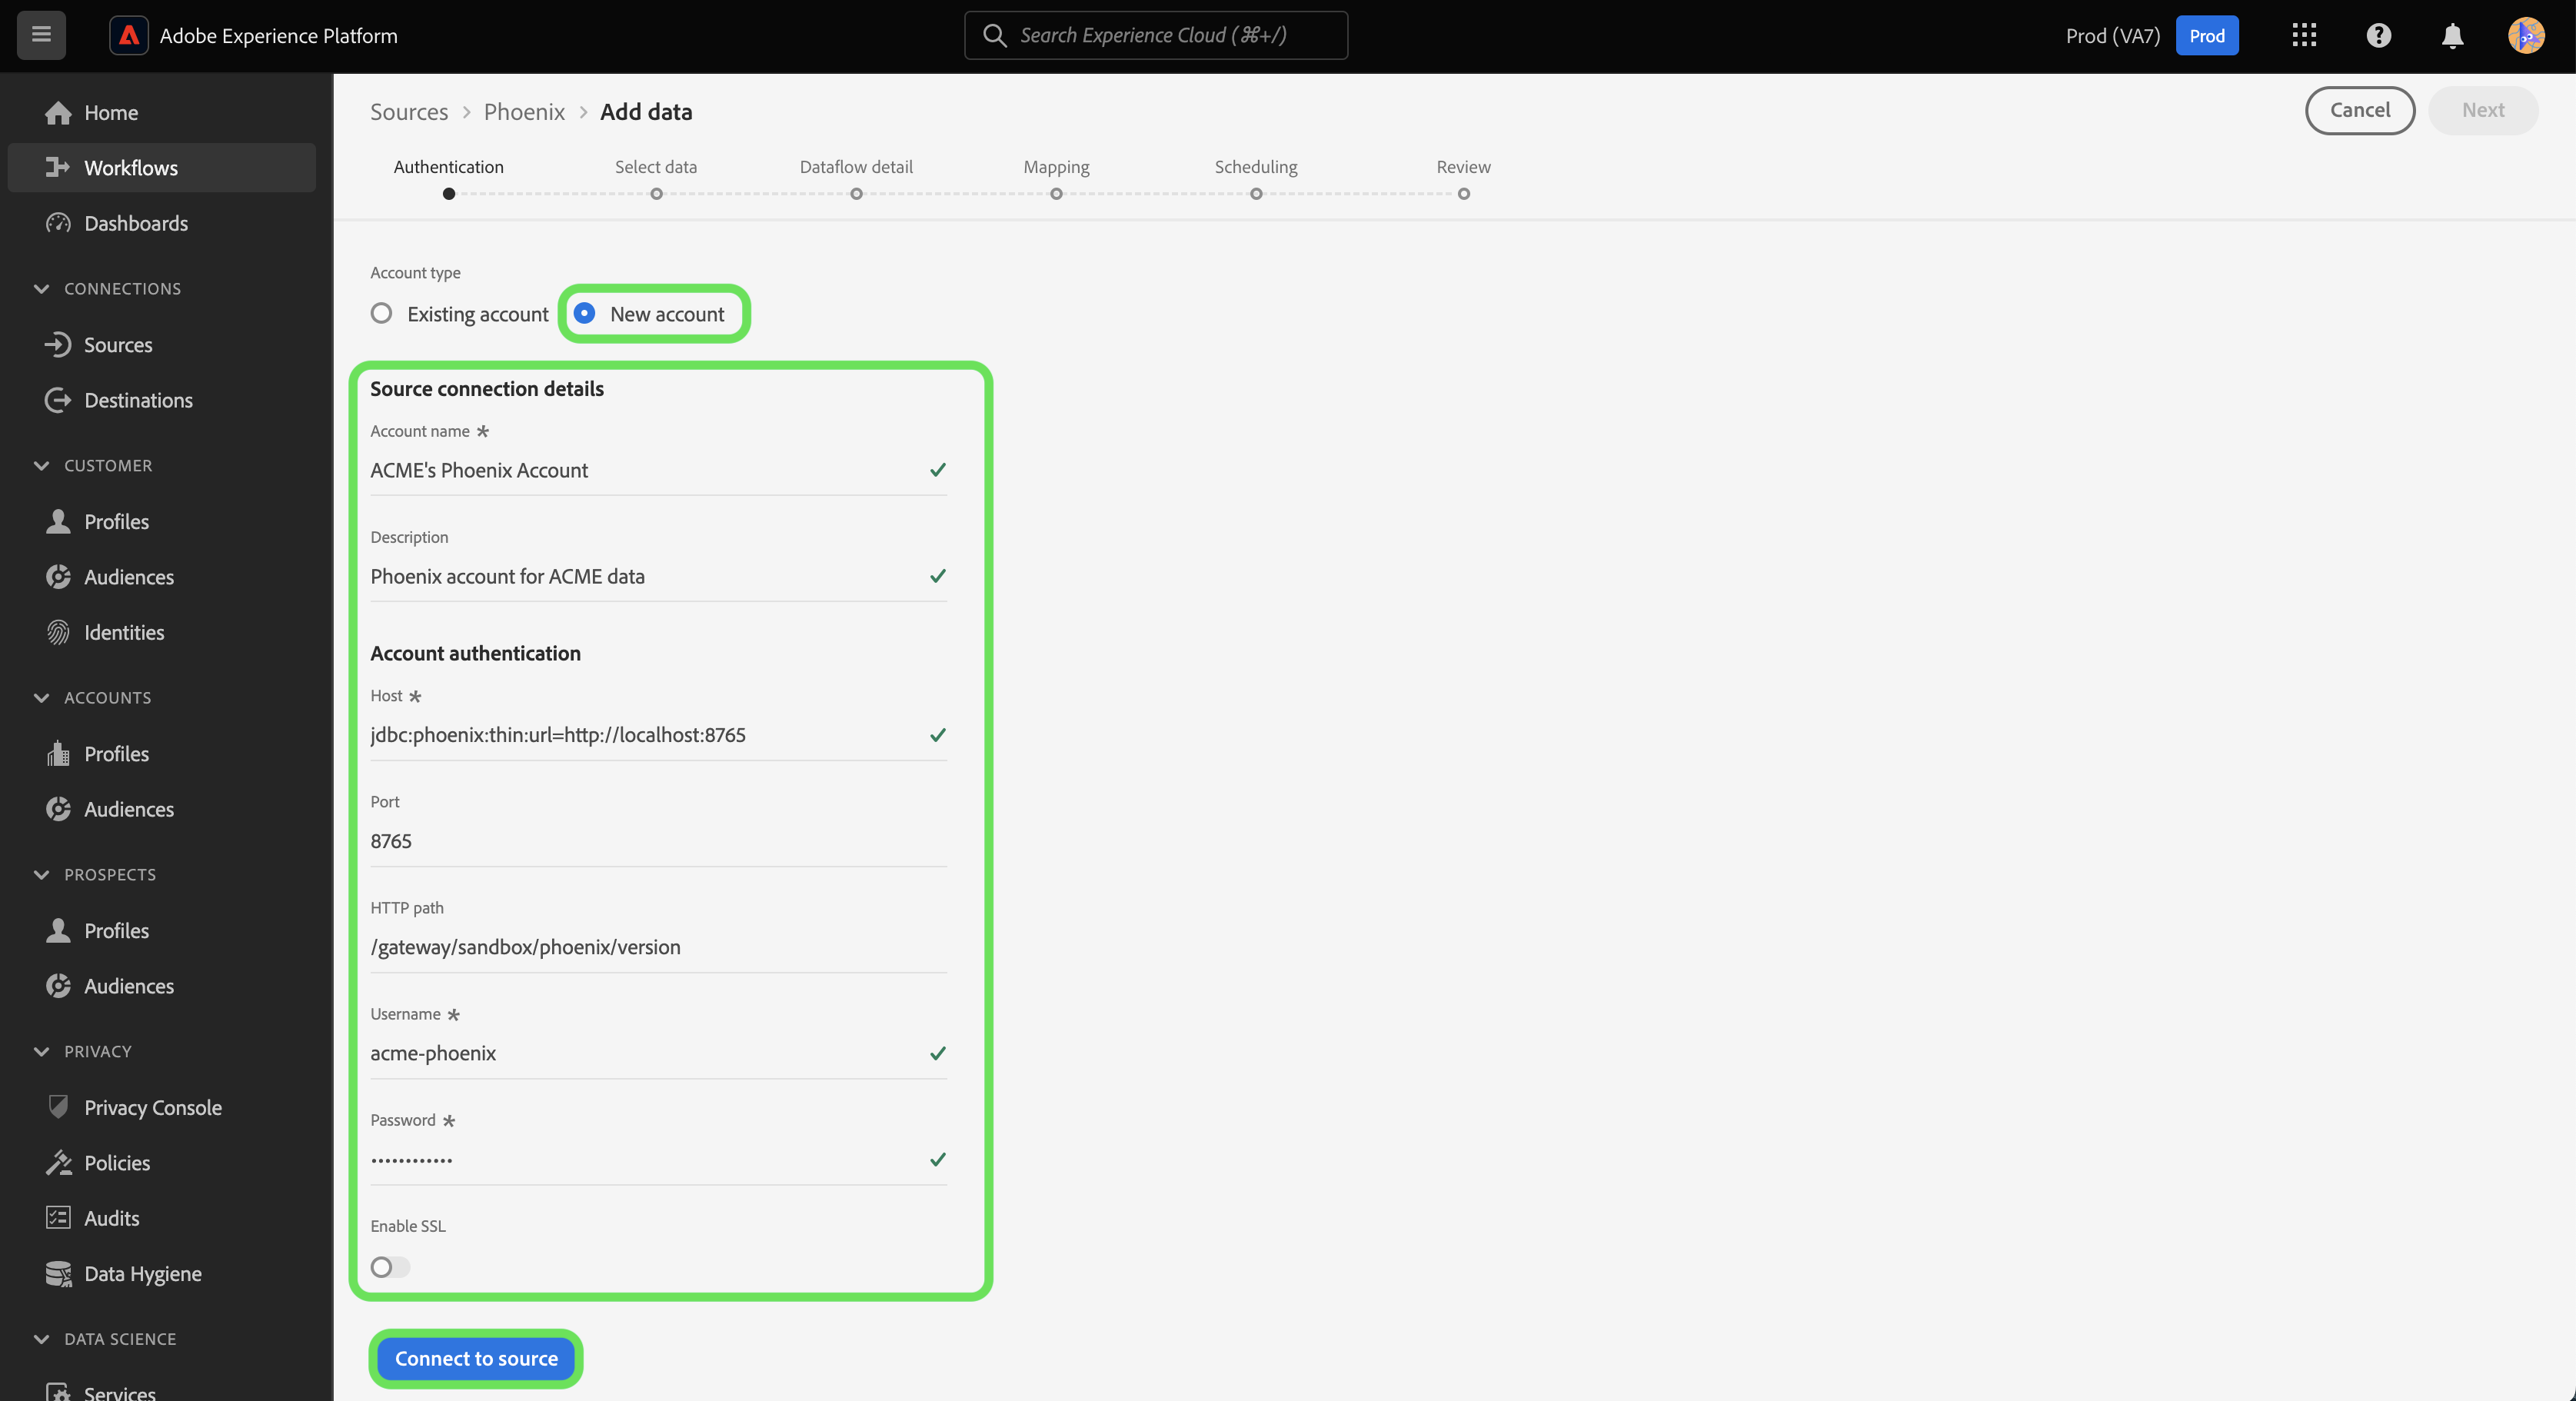 Adobe Experience Platform
Search Experience Cloud (⌘+/)
Prod (VA7)
Prod
Home
Workflows
Dashboards
CONNECTIONS
Sources
Destinations
CUSTOMER
Profiles
Audiences
Identities
ACCOUNTS
Profiles
Audiences
PROSPECTS
Profiles
Audiences
PRIVACY
Privacy Console
Policies
Audits
Data Hygiene
DATA SCIENCE
Services
Sources > Phoenix > Add data
Cancel
Next
Authentication
Select data
Dataflow detail
Mapping
Scheduling
Review
Account type
Existing account
New account
Source connection details
Account name *
ACME's Phoenix Account
Description
Phoenix account for ACME data
Account authentication
Host *
jdbc:phoenix:thin:url=http://localhost:8765
Port
8765
HTTP path
/gateway/sandbox/phoenix/version
Username *
acme-phoenix
Password *
••••••••••••
Enable SSL
Connect to source